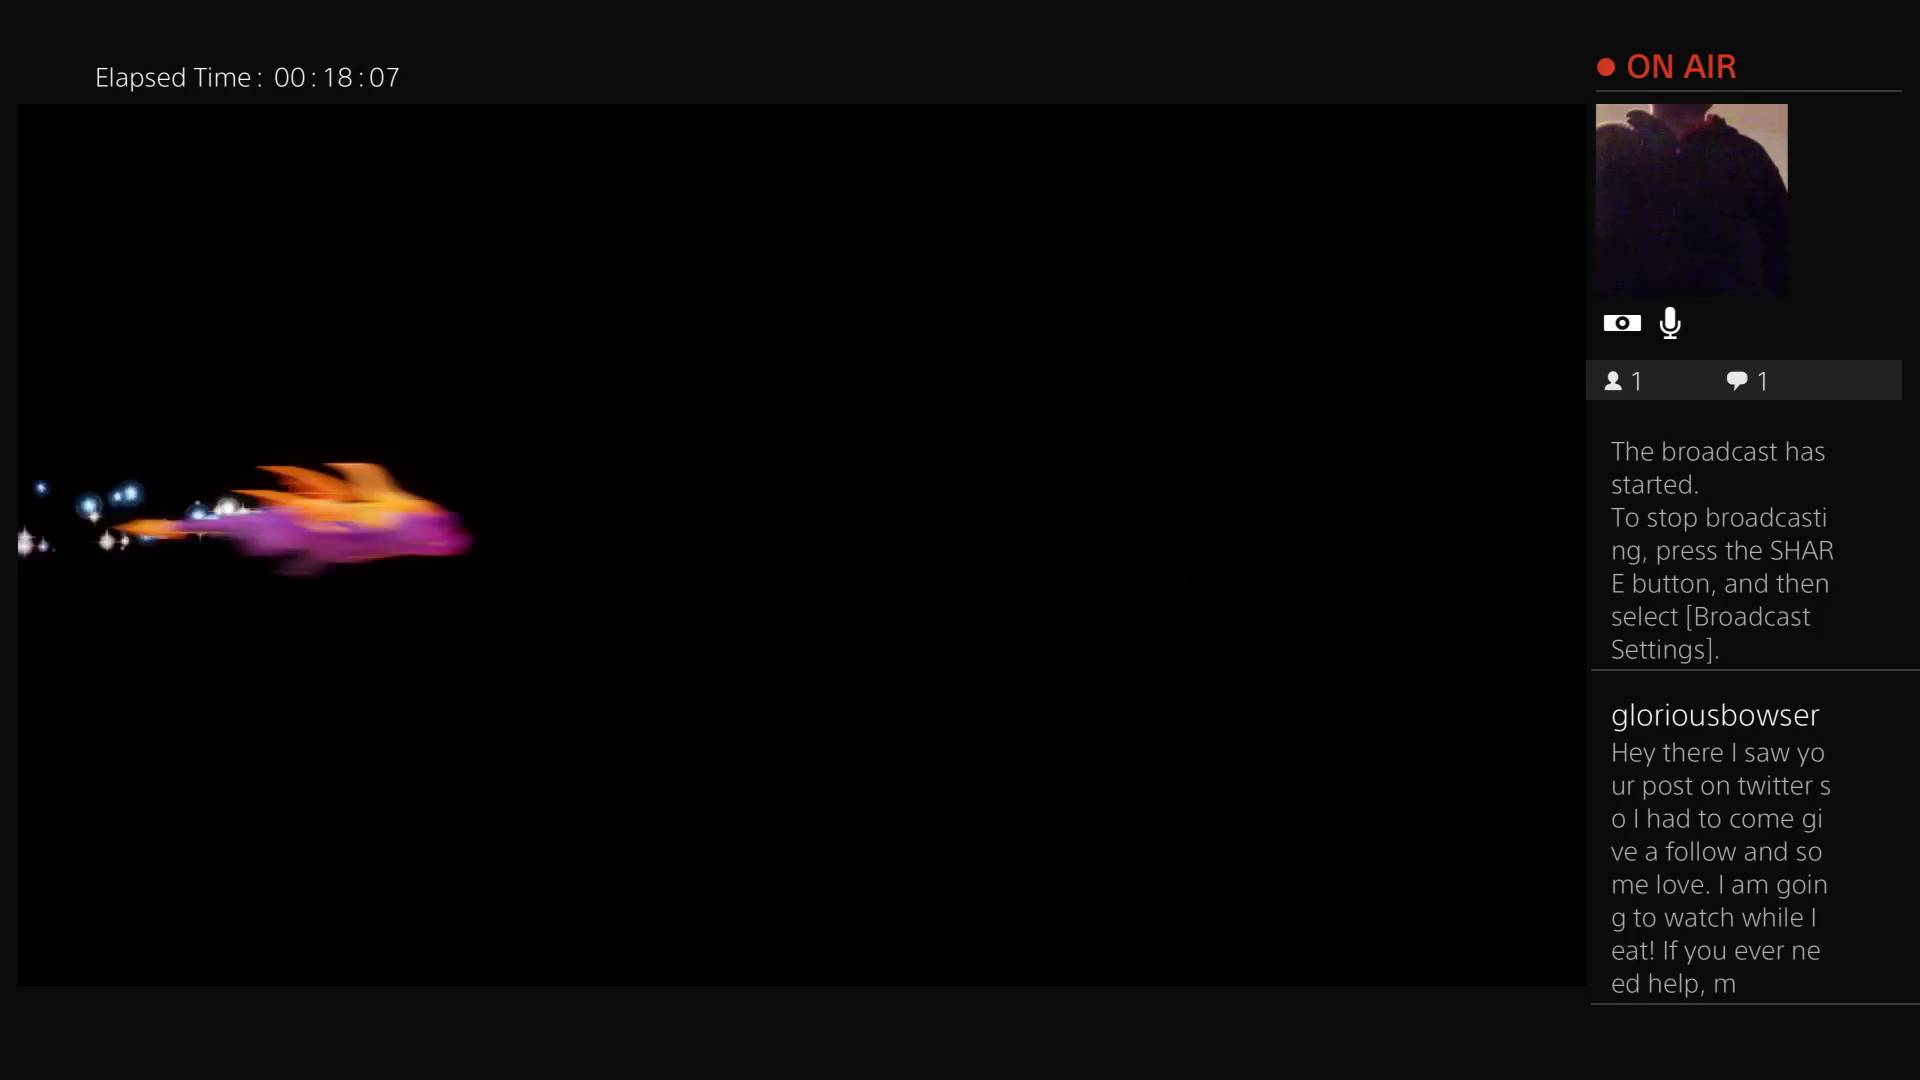 Elapsed Time: 00:18:07
ON AIR
1 1
The broadcast has
started.
To stop broadcasti
ng, press the SHAR
E button, and then
select [Broadcast
Settings].
gloriousbowser
Hey there I saw yo
ur post on twitter s
o I had to come gi
ve a follow and so
me love. I am goin
g to watch while I
eat! If you ever ne
ed help, m